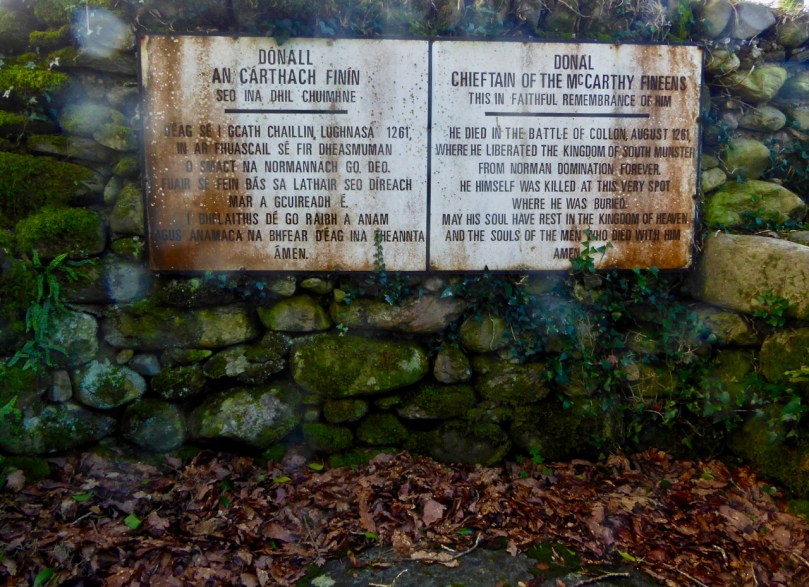 DÓNALL
AN CÁRTHACH FINÍN
SEO INA DHIL CHUIMHNE
D'ÉAG SÉ I GCATH CHAILLIN, LUGHNASA 1261,
IN AR FHUASCAIL SÉ FIR DHEASMUMAN
Ó SMACT NA NORMANNACH GO DEO.
FUAIR SÉ FÉIN BÁS SA LÁTHAIR SEO DÍREACH
MAR A GCUIREADH É.
I BHFLAITHIS DÉ GO RAIBH A ANAM
AGUS ANAMACA NA BHFEAR D'ÉAG INA THEANNTA
ÁMEN.
DONAL
CHIEFTAIN OF THE McCARTHY FINEENS
THIS IN FAITHFUL REMEMBRANCE OF HIM
HE DIED IN THE BATTLE OF COLLON, AUGUST 1261,
WHERE HE LIBERATED THE KINGDOM OF SOUTH MUNSTER
FROM NORMAN DOMINATION, FOREVER.
HE HIMSELF WAS KILLED AT THIS VERY SPOT
WHERE HE WAS BURIED.
MAY HIS SOUL HAVE REST IN THE KINGDOM OF HEAVEN
AND THE SOULS OF THE MEN WHO DIED WITH HIM
AMEN